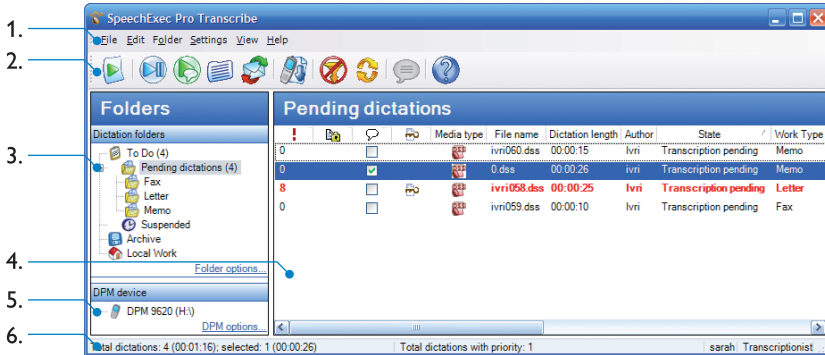 SpeechExec Pro Transcribe
1.
File Edit Folder Settings View Help
2.
Folders
Pending dictations
Dictation folders
! Media type File name Dictation length Author State Work Type
3.
To Do (4)
Pending dictations (4)
Fax
Letter
Memo
Suspended
Archive
Local Work
Folder options...
0 ivri060.dss 00:00:15 Ivri Transcription pending Memo
0 0.dss 00:00:26 ivri Transcription pending Memo
8 ivri058.dss 00:00:25 Ivri Transcription pending Letter
0 ivri059.dss 00:00:10 Ivri Transcription pending Fax
4.
DPM device
5.
DPM 9620 (H:\)
DPM options...
6.
Total dictations: 4 (00:01:16); selected: 1 (00:00:26) Total dictations with priority: 1 sarah Transcriptionist